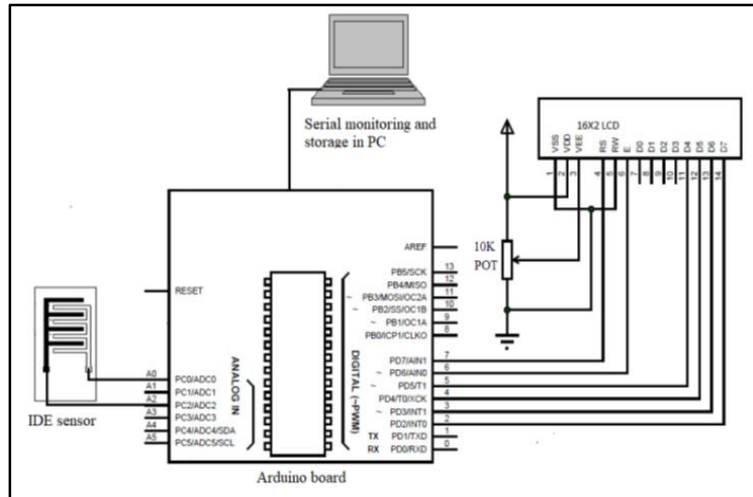 Serial monitoring and
storage in PC
16X2 LCD
VSS
VDD
VEE
RS
RW
E
D0
D1
D2
D3
D4
D5
D6
D7
1
2
3
4
5
6
7
8
9
10
11
12
13
14
10K
POT
AREF
RESET
PB5/SCK 13
PB4/MISO 12
~ PB3/MOSI/OC2A 11
~ PB2/SS/OC1B 10
~ PB1/OC1A 9
PB0/ICP1/CLKO 8
PD7/AIN1 7
~ PD6/AIN0 6
~ PD5/T1 5
PD4/T0/XCK 4
~ PD3/INT1 3
PD2/INT0 2
TX PD1/TXD 1
RX PD0/RXD 0
ANALOG IN
DIGITAL (~PWM)
A0 PC0/ADC0
A1 PC1/ADC1
A2 PC2/ADC2
A3 PC3/ADC3
A4 PC4/ADC4/SDA
A5 PC5/ADC5/SCL
IDE sensor
Arduino board